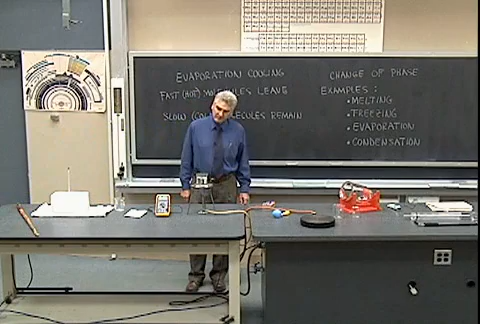 EVAPORATION COOLING
FAST (HOT) MOLECULES LEAVE
SLOW (COLD) MOLECULES REMAIN
CHANGE OF PHASE
EXAMPLES :
• MELTING
• FREEZING
• EVAPORATION
• CONDENSATION